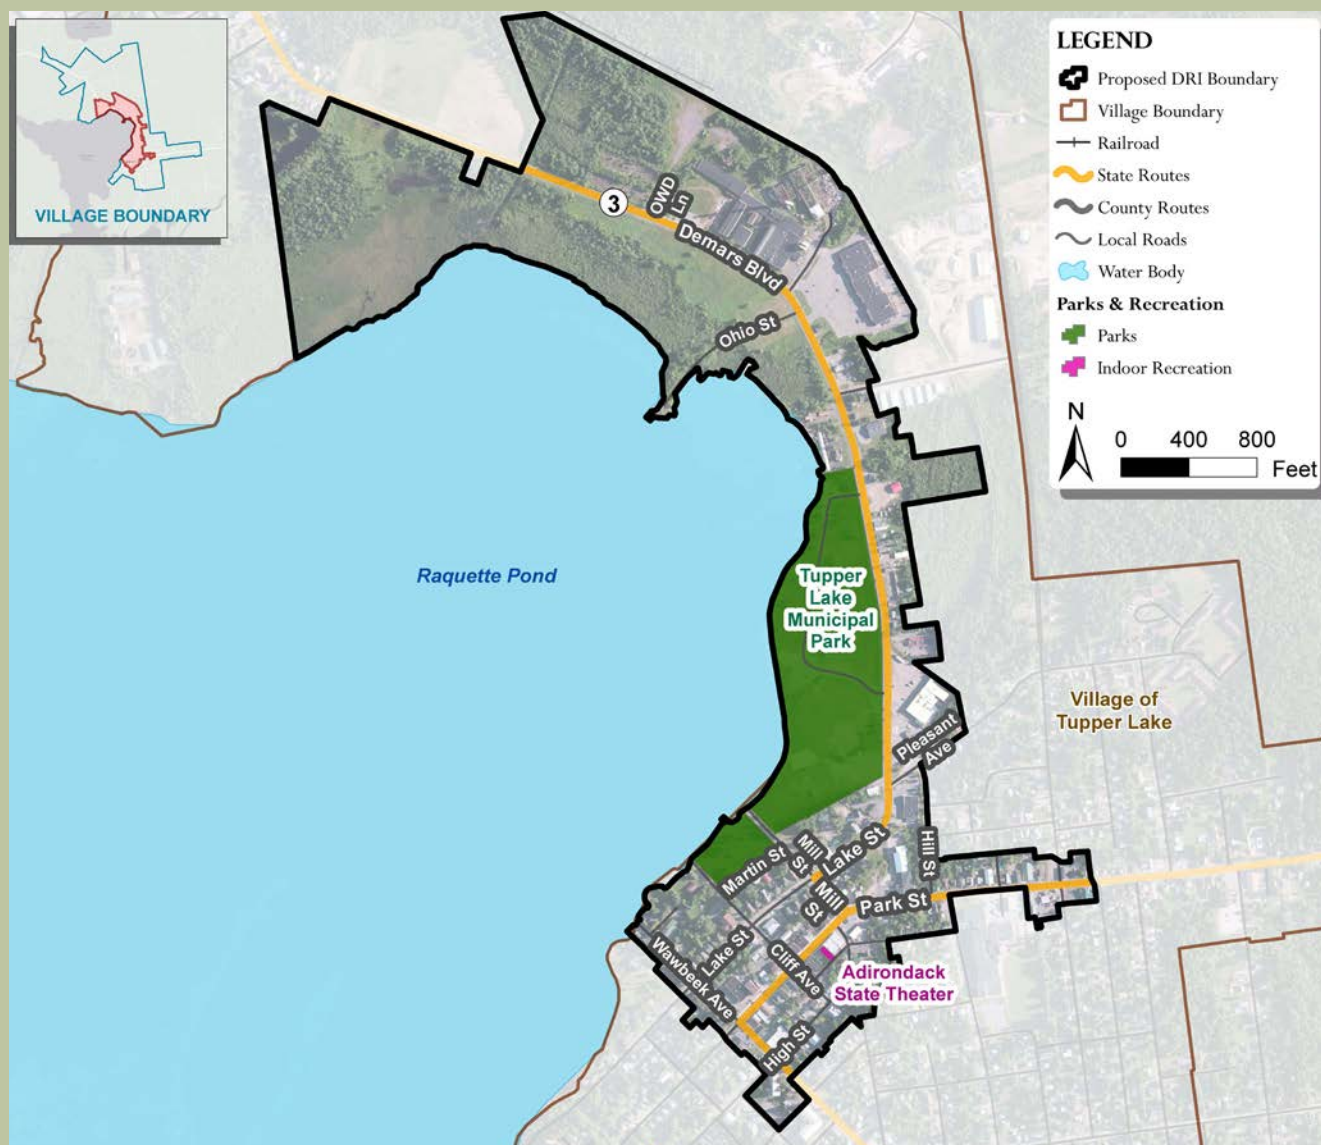 VILLAGE BOUNDARY
LEGEND
Proposed DRI Boundary
Village Boundary
Railroad
State Routes
County Routes
Local Roads
Water Body
Parks & Recreation
Parks
Indoor Recreation
N
0 400 800
Feet
3
OWD
Ln
Demars Blvd
Ohio St
Raquette Pond
Tupper
Lake
Municipal
Park
Village of
Tupper Lake
Pleasant
Ave
Hill St
Mill
St
Lake St
Martin St
Mill
St
Park St
Lake St
Wawbeek Ave
Cliff Ave
Adirondack
State Theater
High St